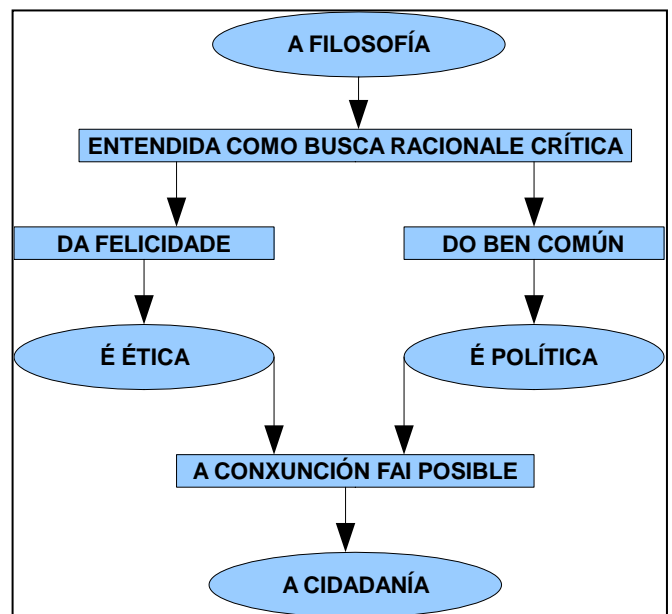 A FILOSOFÍA
ENTENDIDA COMO BUSCA RACIONALE CRÍTICA
DA FELICIDADE
DO BEN COMÚN
É ÉTICA
É POLÍTICA
A CONXUNCIÓN FAI POSIBLE
A CIDADANÍA